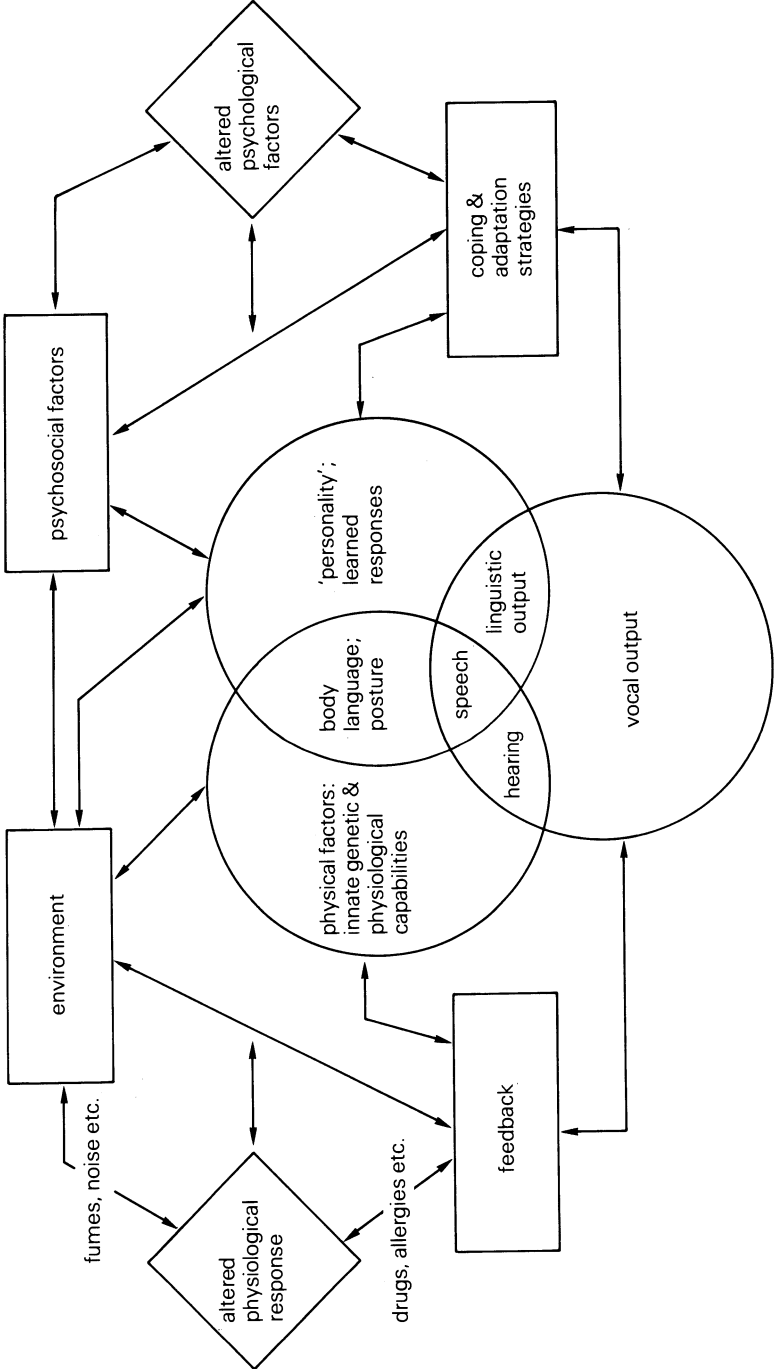 environment
psychosocial factors
fumes, noise etc.
altered
physiological
response
altered
psychological
factors
drugs, allergies etc.
physical factors:
innate genetic &
physiological
capabilities
body
language;
posture
'personality';
learned
responses
feedback
hearing
speech
linguistic
output
coping &
adaptation
strategies
vocal output